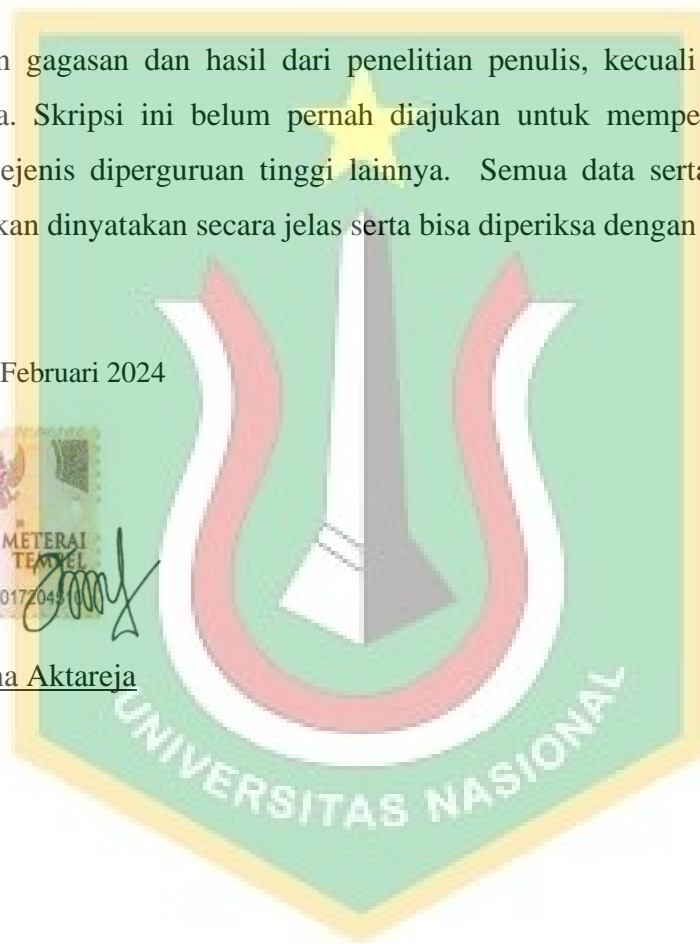 gagasan dan hasil dari penelitian penulis, kecuali
Skripsi ini belum pernah diajukan untuk mempe
ejenis diperguruan tinggi lainnya. Semua data serta
kan dinyatakan secara jelas serta bisa diperiksa dengan
Februari 2024
METERAI
TEMPEL
na Aktareja
UNIVERSITAS NASIONAL